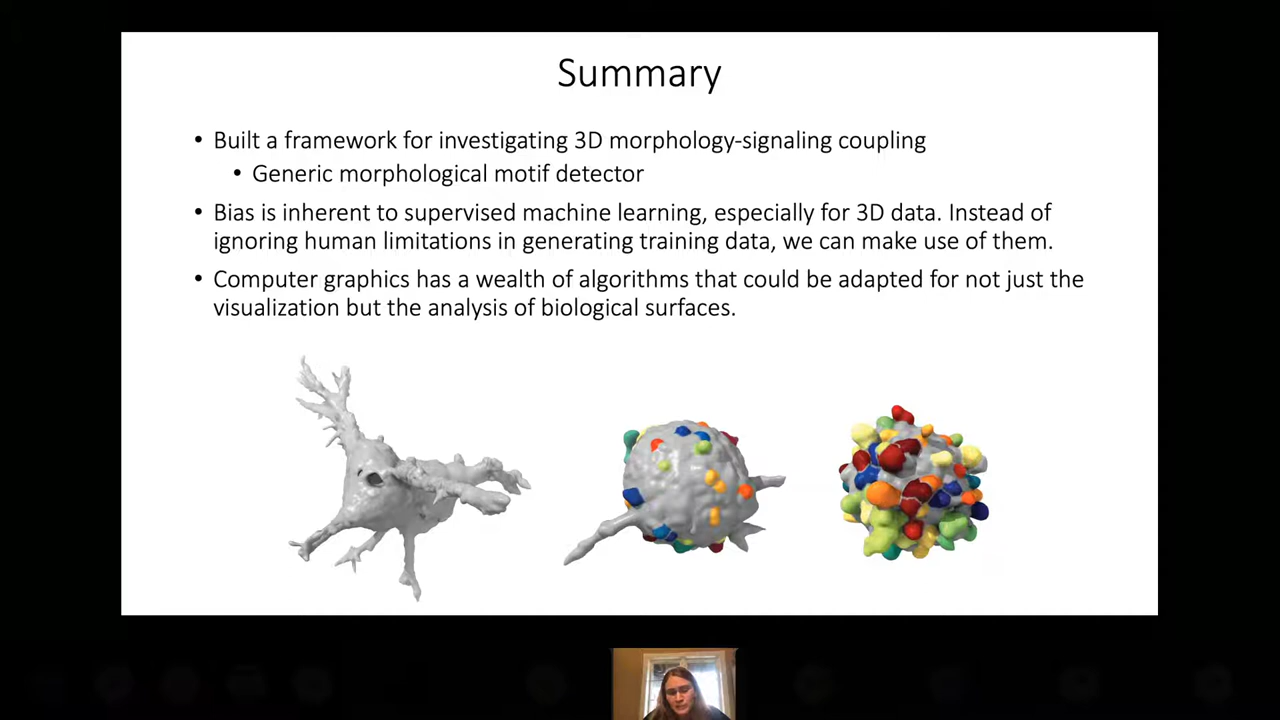 Summary
• Built a framework for investigating 3D morphology-signaling coupling
• Generic morphological motif detector
• Bias is inherent to supervised machine learning, especially for 3D data. Instead of
ignoring human limitations in generating training data, we can make use of them.
• Computer graphics has a wealth of algorithms that could be adapted for not just the
visualization but the analysis of biological surfaces.